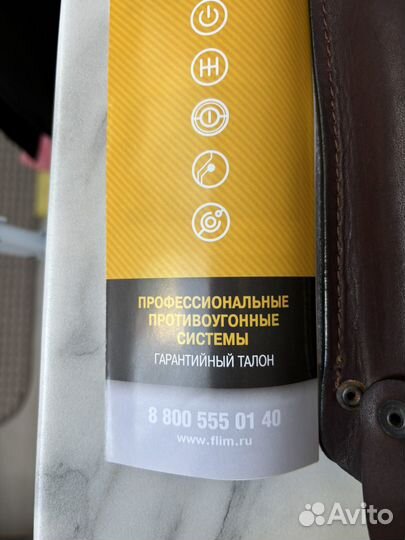 ПРОФЕССИОНАЛЬНЫЕ
ПРОТИВОУГОННЫЕ
СИСТЕМЫ
ГАРАНТИЙНЫЙ ТАЛОН
8 800 555 01 40
www.flim.ru
Avito